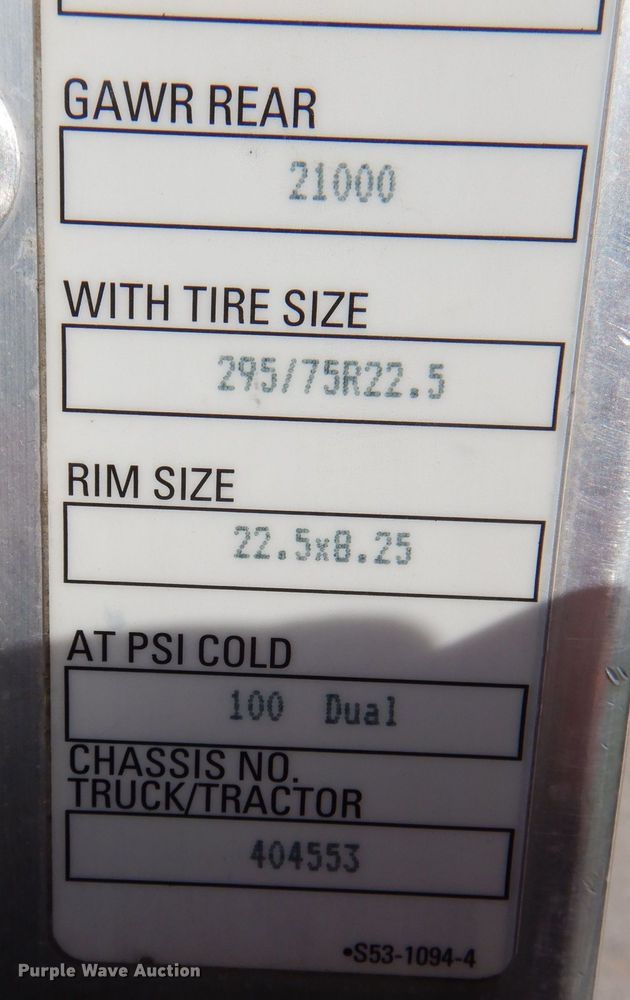 GAWR REAR
21000
WITH TIRE SIZE
295/75R22.5
RIM SIZE
22.5x8.25
AT PSI COLD
100 Dual
CHASSIS NO.
TRUCK/TRACTOR
404553
•S53-1094-4
Purple Wave Auction